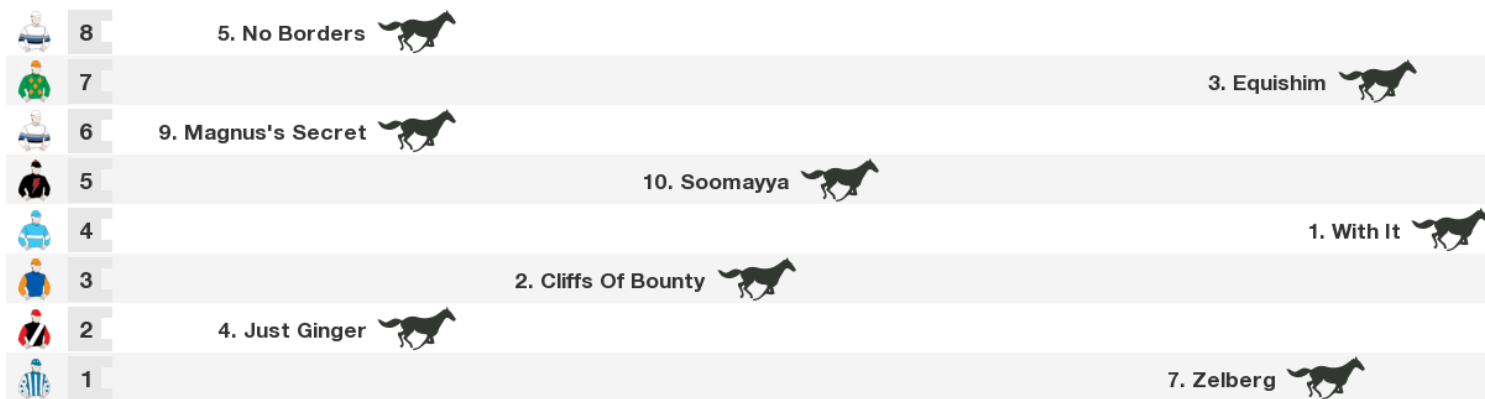 8 5. No Borders
7 3. Equishim
6 9. Magnus's Secret
5 10. Soomayya
4 1. With It
3 2. Cliffs Of Bounty
2 4. Just Ginger
1 7. Zelberg